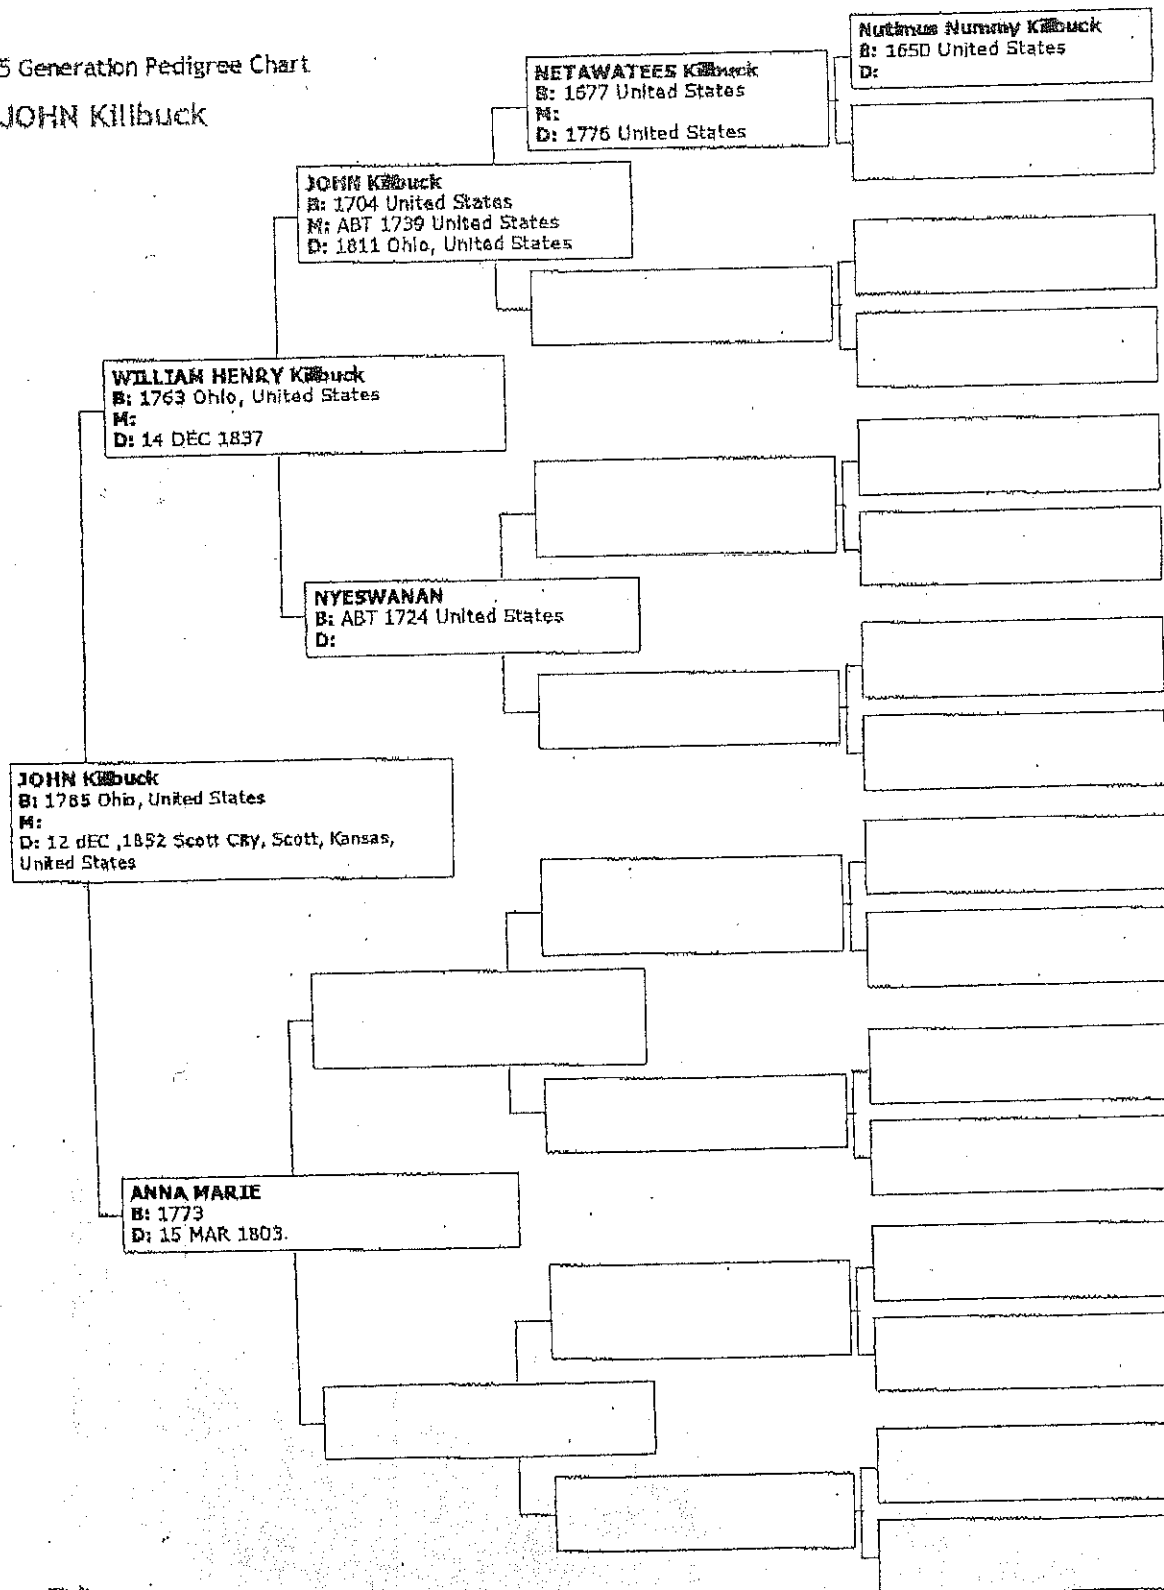 5 Generation Pedigree Chart
JOHN Killbuck
Nutimus Nummy Killbuck
B: 1650 United States
D:
NETAWATEES Killbuck
B: 1677 United States
M:
D: 1776 United States
JOHN Killbuck
B: 1704 United States
M: ABT 1739 United States
D: 1811 Ohio, United States
WILLIAM HENRY Killbuck
B: 1763 Ohio, United States
M:
D: 14 DEC 1837
NYESWANAN
B: ABT 1724 United States
D:
JOHN Killbuck
B: 1785 Ohio, United States
M:
D: 12 dEC ,1852 Scott City, Scott, Kansas,
United States
ANNA MARIE
B: 1773
D: 15 MAR 1803